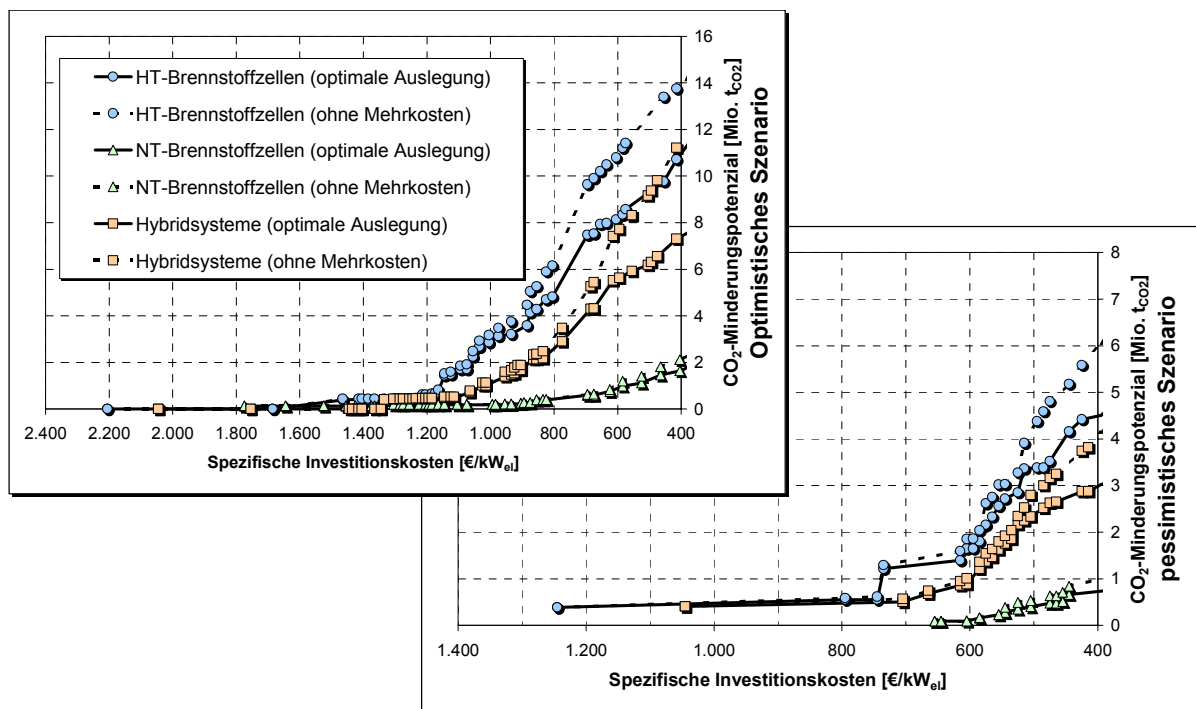 HT-Brennstoffzellen (optimale Auslegung)
HT-Brennstoffzellen (ohne Mehrkosten)
NT-Brennstoffzellen (optimale Auslegung)
NT-Brennstoffzellen (ohne Mehrkosten)
Hybridsysteme (optimale Auslegung)
Hybridsysteme (ohne Mehrkosten)
16
14
12
10
8
6
4
2
0
CO2-Minderungspotenzial [Mio. tCO2]
Optimistisches Szenario
2.400 2.200 2.000 1.800 1.600 1.400 1.200 1.000 800 600 400
Spezifische Investitionskosten [€/kWel]
8
7
6
5
4
3
2
1
0
CO2-Minderungspotenzial [Mio. tCO2]
pessimistisches Szenario
1.400 1.200 1.000 800 600 400
Spezifische Investitionskosten [€/kWel]